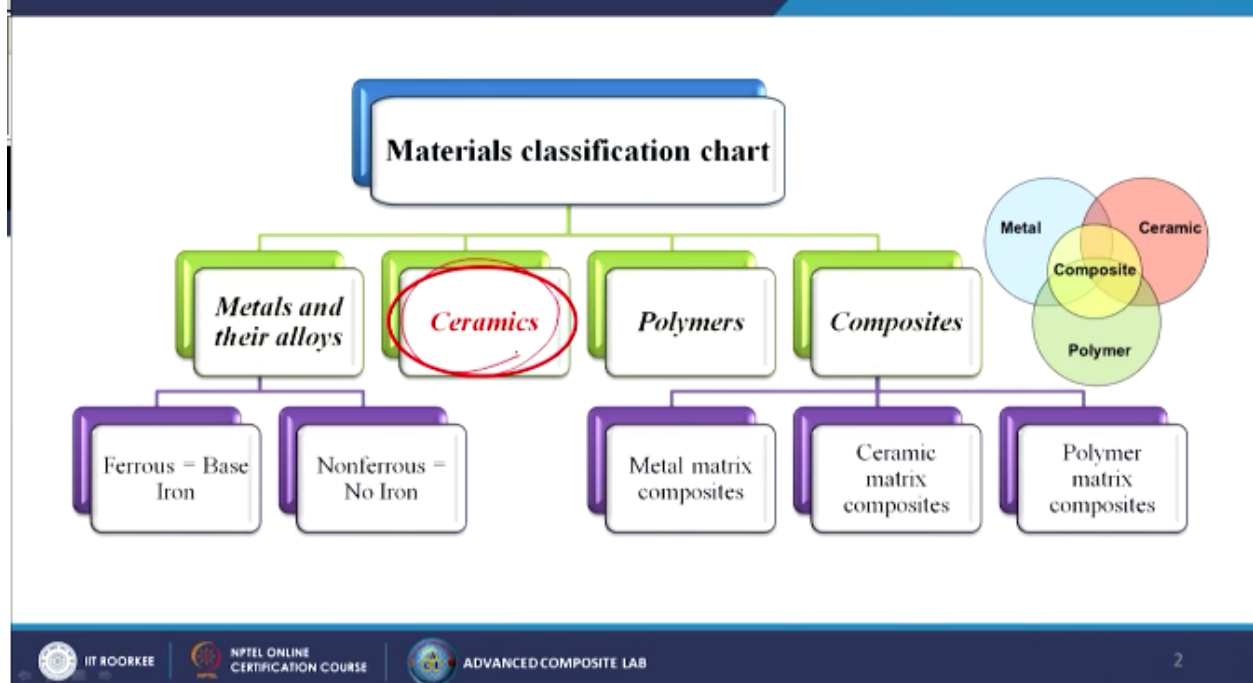 Materials classification chart
Metals and
their alloys
Ceramics
Polymers
Composites
Metal
Ceramic
Composite
Polymer
Ferrous = Base
Iron
Nonferrous =
No Iron
Metal matrix
composites
Ceramic
matrix
composites
Polymer
matrix
composites
IIT ROORKEE
NPTEL ONLINE
CERTIFICATION COURSE
ADVANCED COMPOSITE LAB
2